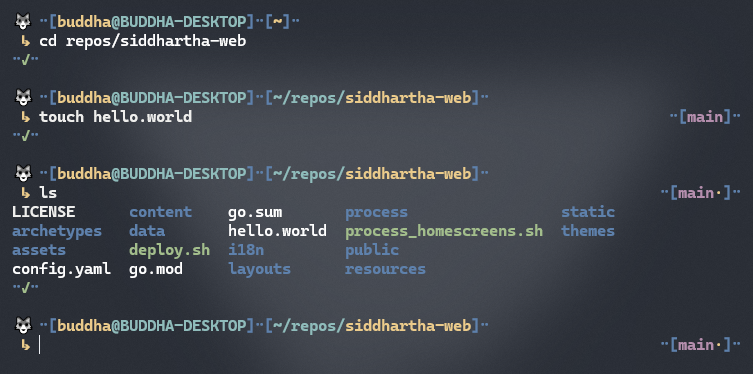 🦝 ··[buddha@BUDDHA-DESKTOP]··[~]··
↳ cd repos/siddhartha-web
··√··
🦝 ··[buddha@BUDDHA-DESKTOP]··[~/repos/siddhartha-web]··
↳ touch hello.world ··[main]··
··√··
🦝 ··[buddha@BUDDHA-DESKTOP]··[~/repos/siddhartha-web]··
↳ ls ··[main·]··
LICENSE content go.sum process static
archetypes data hello.world process_homescreens.sh themes
assets deploy.sh i18n public
config.yaml go.mod layouts resources
··√··
🦝 ··[buddha@BUDDHA-DESKTOP]··[~/repos/siddhartha-web]··
↳ ··[main·]··